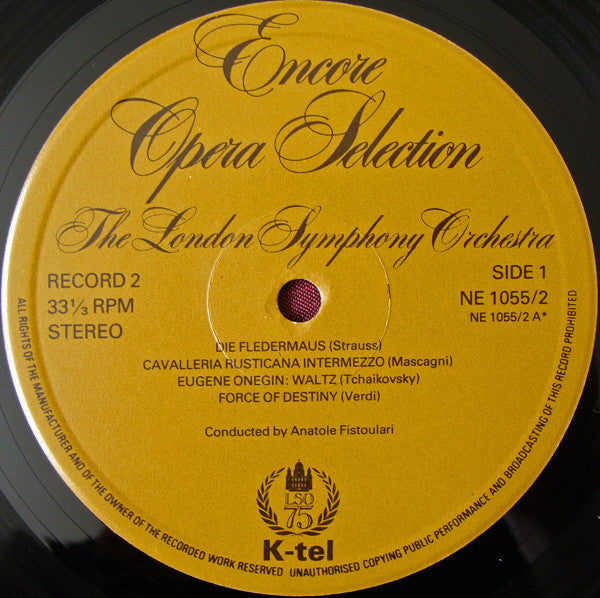 Encore
Opera Selection
The London Symphony Orchestra
RECORD 2
33⅓ RPM
STEREO
SIDE 1
NE 1055/2
NE 1055/2 A*
DIE FLEDERMAUS (Strauss)
CAVALLERIA RUSTICANA INTERMEZZO (Mascagni)
EUGENE ONEGIN: WALTZ (Tchaikovsky)
FORCE OF DESTINY (Verdi)
Conducted by Anatole Fistoulari
LSO
75
K-tel
ALL RIGHTS OF THE MANUFACTURER AND OF THE OWNER OF THE RECORDED WORK RESERVED UNAUTHORISED COPYING PUBLIC PERFORMANCE AND BROADCASTING OF THIS RECORD PROHIBITED